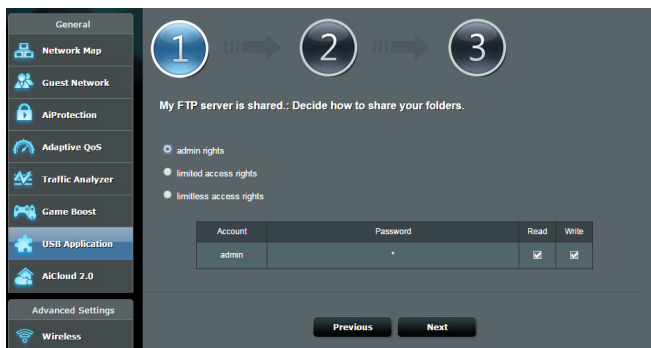 General
Network Map
Guest Network
AiProtection
Adaptive QoS
Traffic Analyzer
Game Boost
USB Application
AiCloud 2.0
Advanced Settings
Wireless
1 2 3
My FTP server is shared.: Decide how to share your folders.
admin rights
limited access rights
limitless access rights
Account Password Read Write
admin *
Previous Next